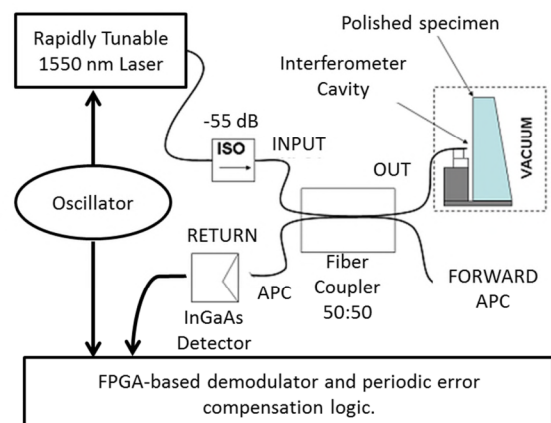 Rapidly Tunable
1550 nm Laser
Polished specimen
Interferometer
Cavity
-55 dB
ISO
INPUT
OUT
VACUUM
Oscillator
RETURN
APC
InGaAs
Detector
Fiber
Coupler
50:50
FORWARD
APC
FPGA-based demodulator and periodic error
compensation logic.